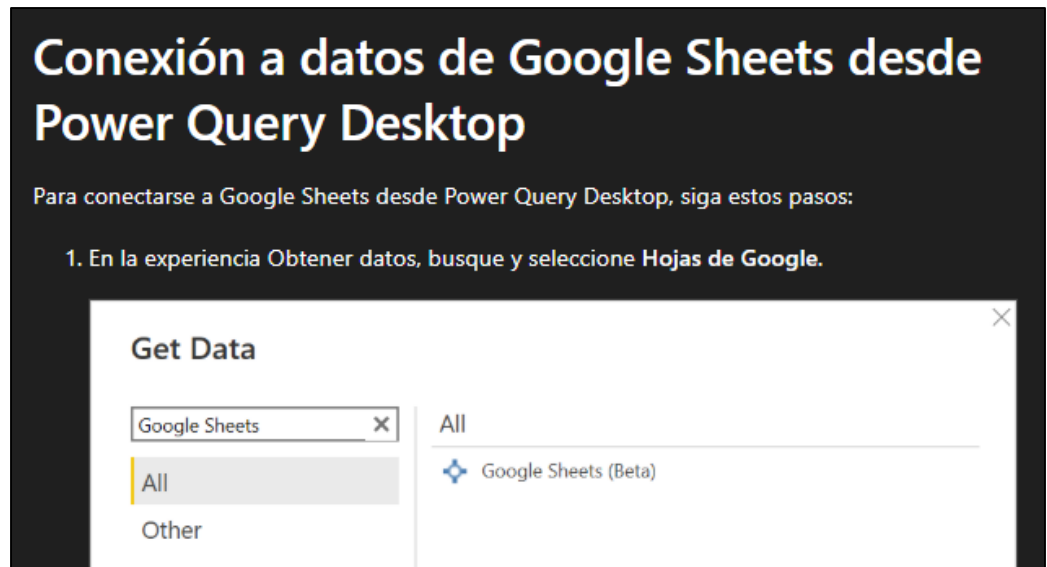 Conexión a datos de Google Sheets desde
Power Query Desktop
Para conectarse a Google Sheets desde Power Query Desktop, siga estos pasos:
1. En la experiencia Obtener datos, busque y seleccione Hojas de Google.
Get Data
Google Sheets
All
Other
All
Google Sheets (Beta)